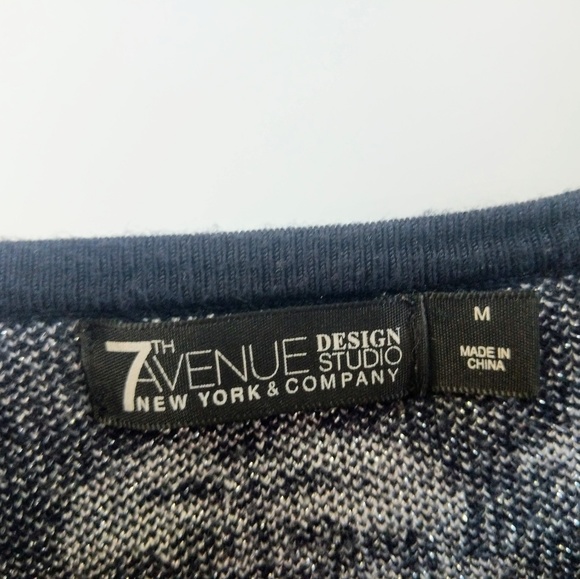 7TH AVENUE DESIGN STUDIO
NEW YORK & COMPANY
M
MADE IN
CHINA